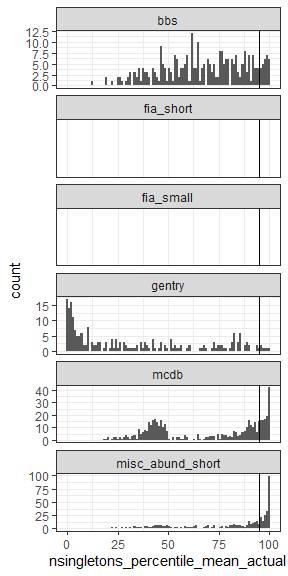 bbs
12.5
10.0
7.5
5.0
2.5
0.0
fia_short
fia_small
gentry
15
10
5
0
mcdb
40
30
20
10
0
misc_abund_short
100
75
50
25
0
0 25 50 75 100
nsingletons_percentile_mean_actual
count